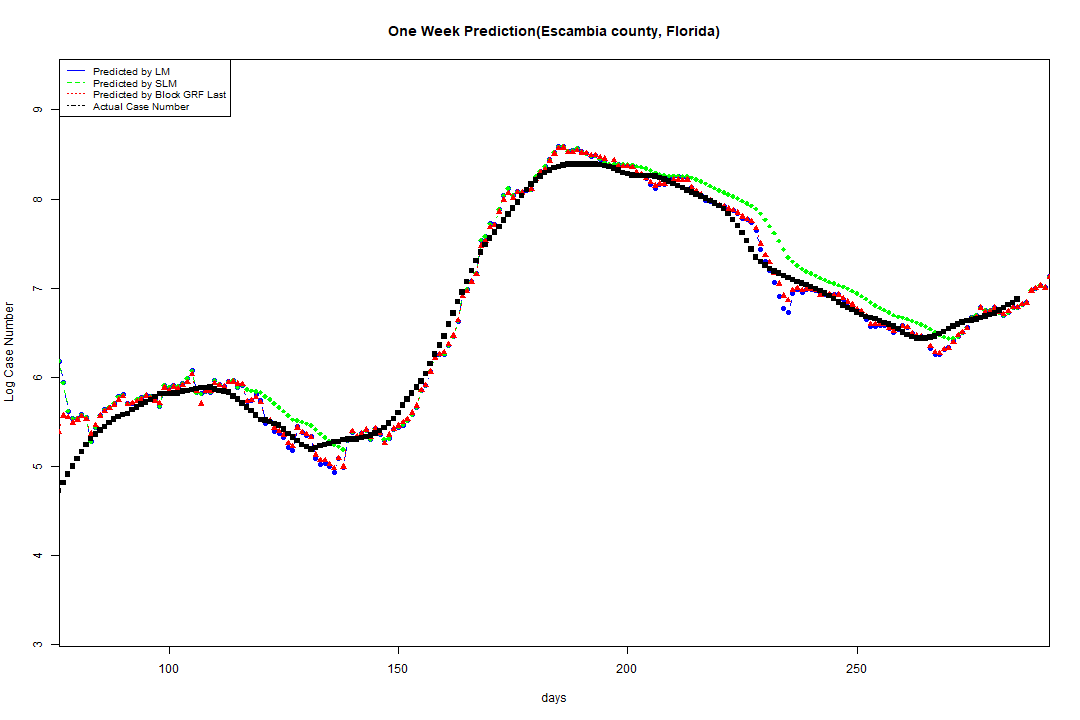 One Week Prediction(Escambia county, Florida)
Predicted by LM
Predicted by SLM
Predicted by Block GRF Last
Actual Case Number
9
8
7
6
5
4
3
Log Case Number
100 150 200 250
days